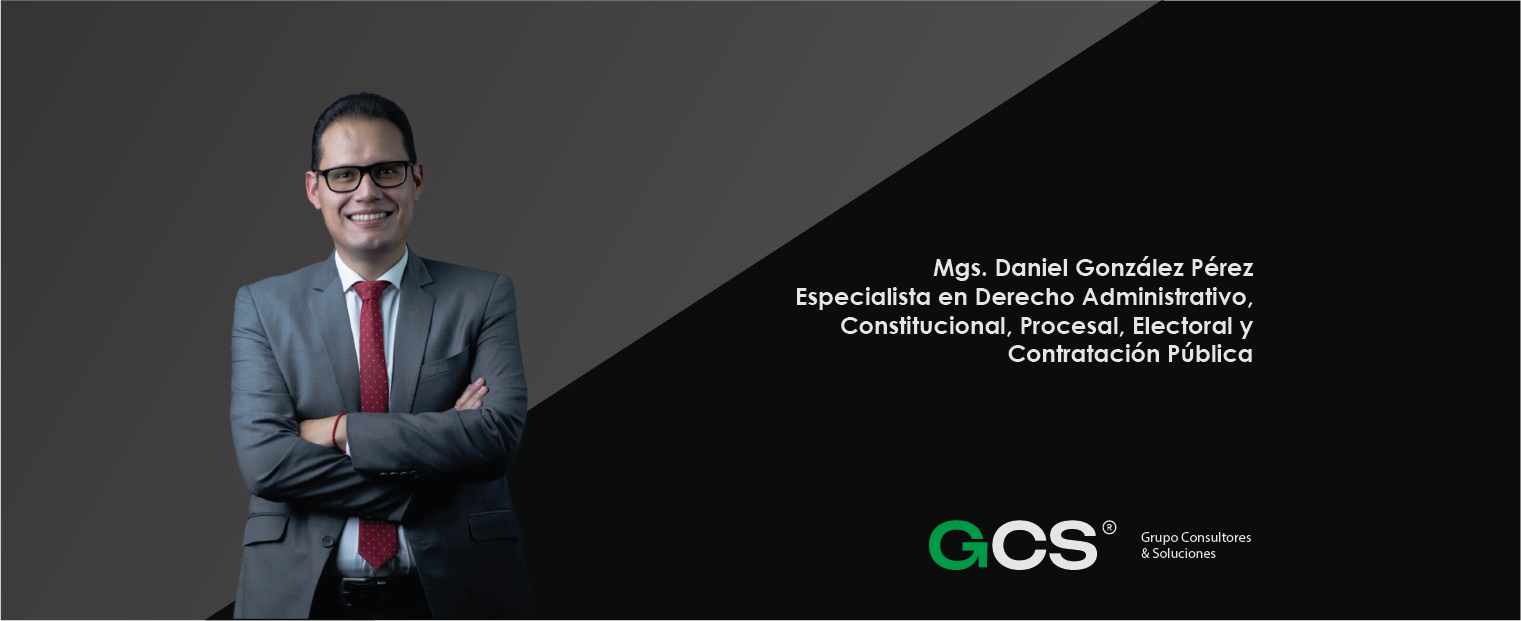 Mgs. Daniel González Pérez
Especialista en Derecho Administrativo,
Constitucional, Procesal, Electoral y
Contratación Pública
GCS®
Grupo Consultores
& Soluciones